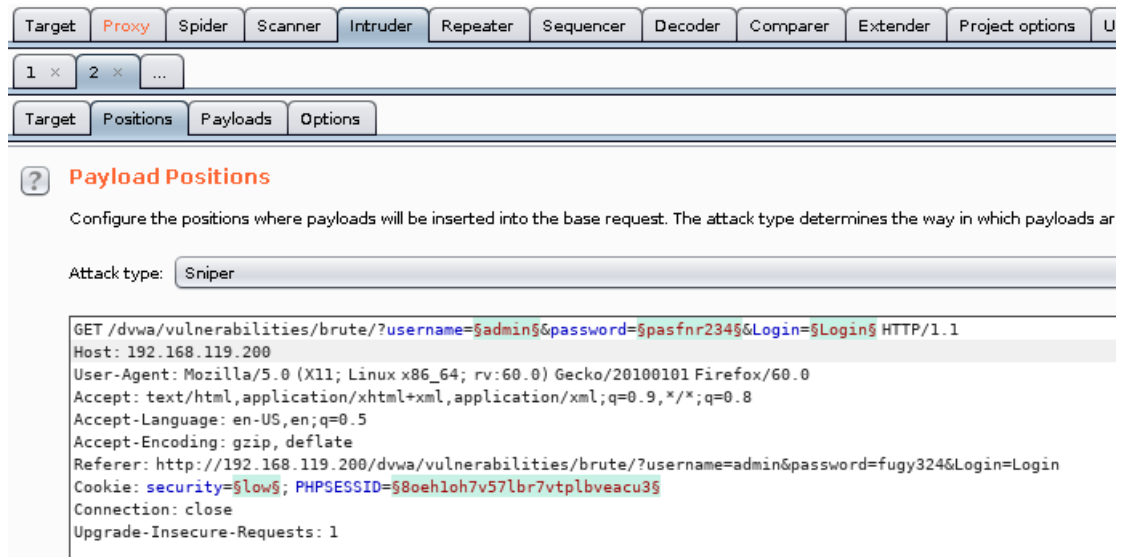 Target Proxy Spider Scanner Intruder Repeater Sequencer Decoder Comparer Extender Project options U
1 × 2 × ...
Target Positions Payloads Options
? Payload Positions
Configure the positions where payloads will be inserted into the base request. The attack type determines the way in which payloads ar
Attack type: Sniper
GET /dvwa/vulnerabilities/brute/?username=§admin§&password=§pasfnr234§&Login=§Login§ HTTP/1.1
Host: 192.168.119.200
User-Agent: Mozilla/5.0 (X11; Linux x86_64; rv:60.0) Gecko/20100101 Firefox/60.0
Accept: text/html,application/xhtml+xml,application/xml;q=0.9,*/*;q=0.8
Accept-Language: en-US,en;q=0.5
Accept-Encoding: gzip, deflate
Referer: http://192.168.119.200/dvwa/vulnerabilities/brute/?username=admin&password=fugy324&Login=Login
Cookie: security=§low§; PHPSESSID=§8oeh1oh7v57lbr7vtplbveacu3§
Connection: close
Upgrade-Insecure-Requests: 1